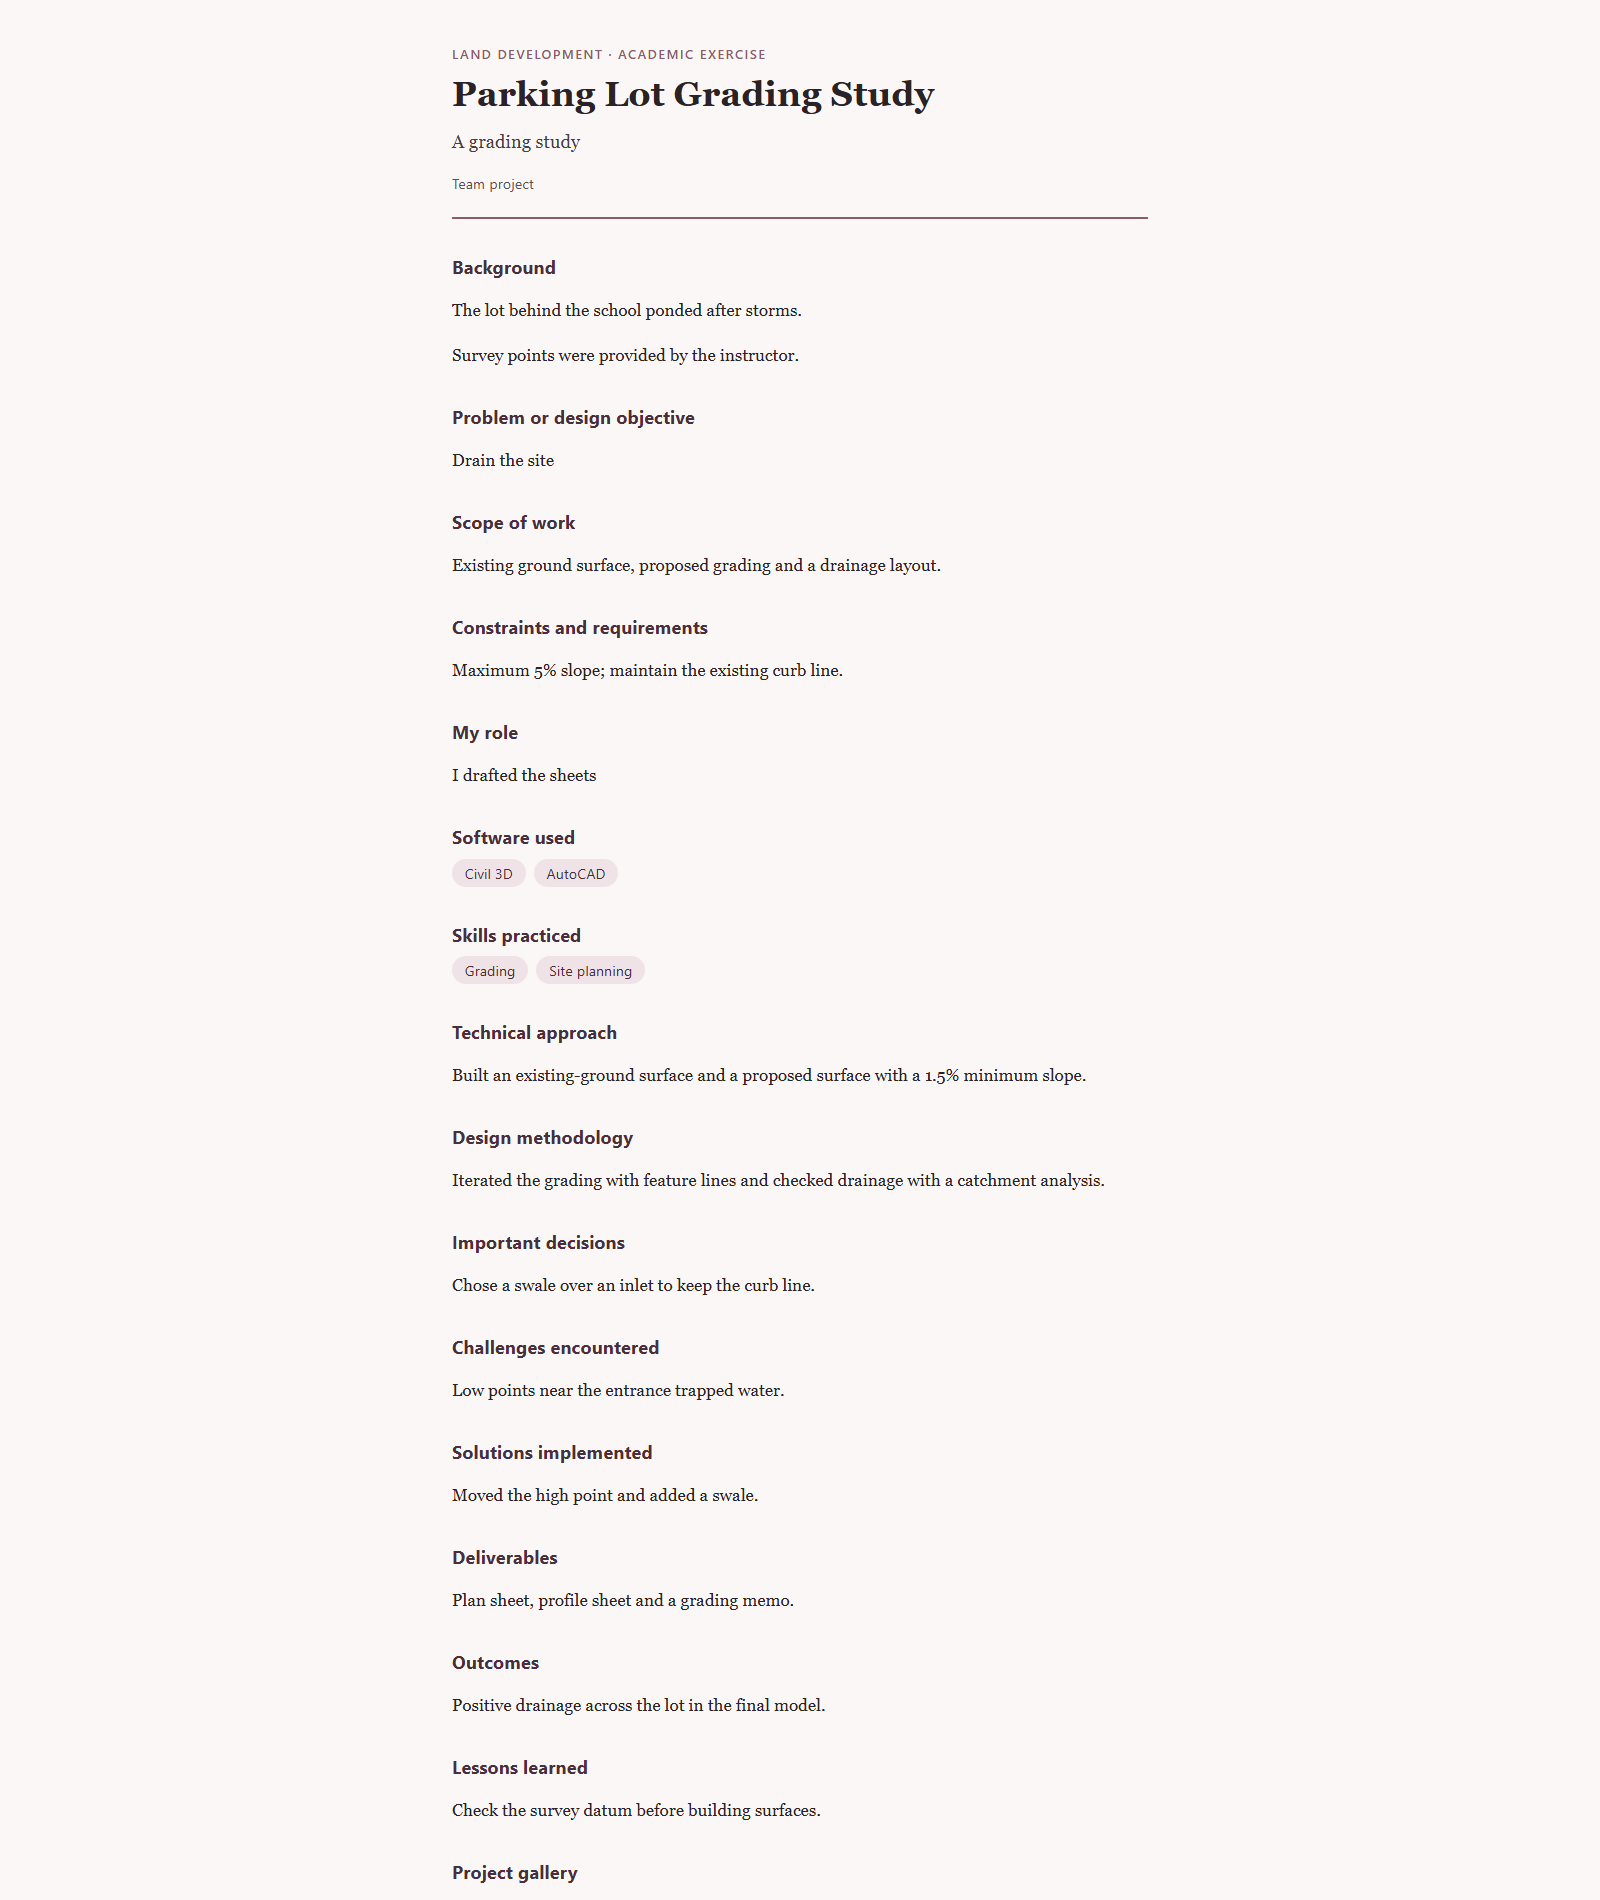 LAND DEVELOPMENT · ACADEMIC EXERCISE
Parking Lot Grading Study
A grading study
Team project
Background
The lot behind the school ponded after storms.
Survey points were provided by the instructor.
Problem or design objective
Drain the site
Scope of work
Existing ground surface, proposed grading and a drainage layout.
Constraints and requirements
Maximum 5% slope; maintain the existing curb line.
My role
I drafted the sheets
Software used
Civil 3D AutoCAD
Skills practiced
Grading Site planning
Technical approach
Built an existing-ground surface and a proposed surface with a 1.5% minimum slope.
Design methodology
Iterated the grading with feature lines and checked drainage with a catchment analysis.
Important decisions
Chose a swale over an inlet to keep the curb line.
Challenges encountered
Low points near the entrance trapped water.
Solutions implemented
Moved the high point and added a swale.
Deliverables
Plan sheet, profile sheet and a grading memo.
Outcomes
Positive drainage across the lot in the final model.
Lessons learned
Check the survey datum before building surfaces.
Project gallery